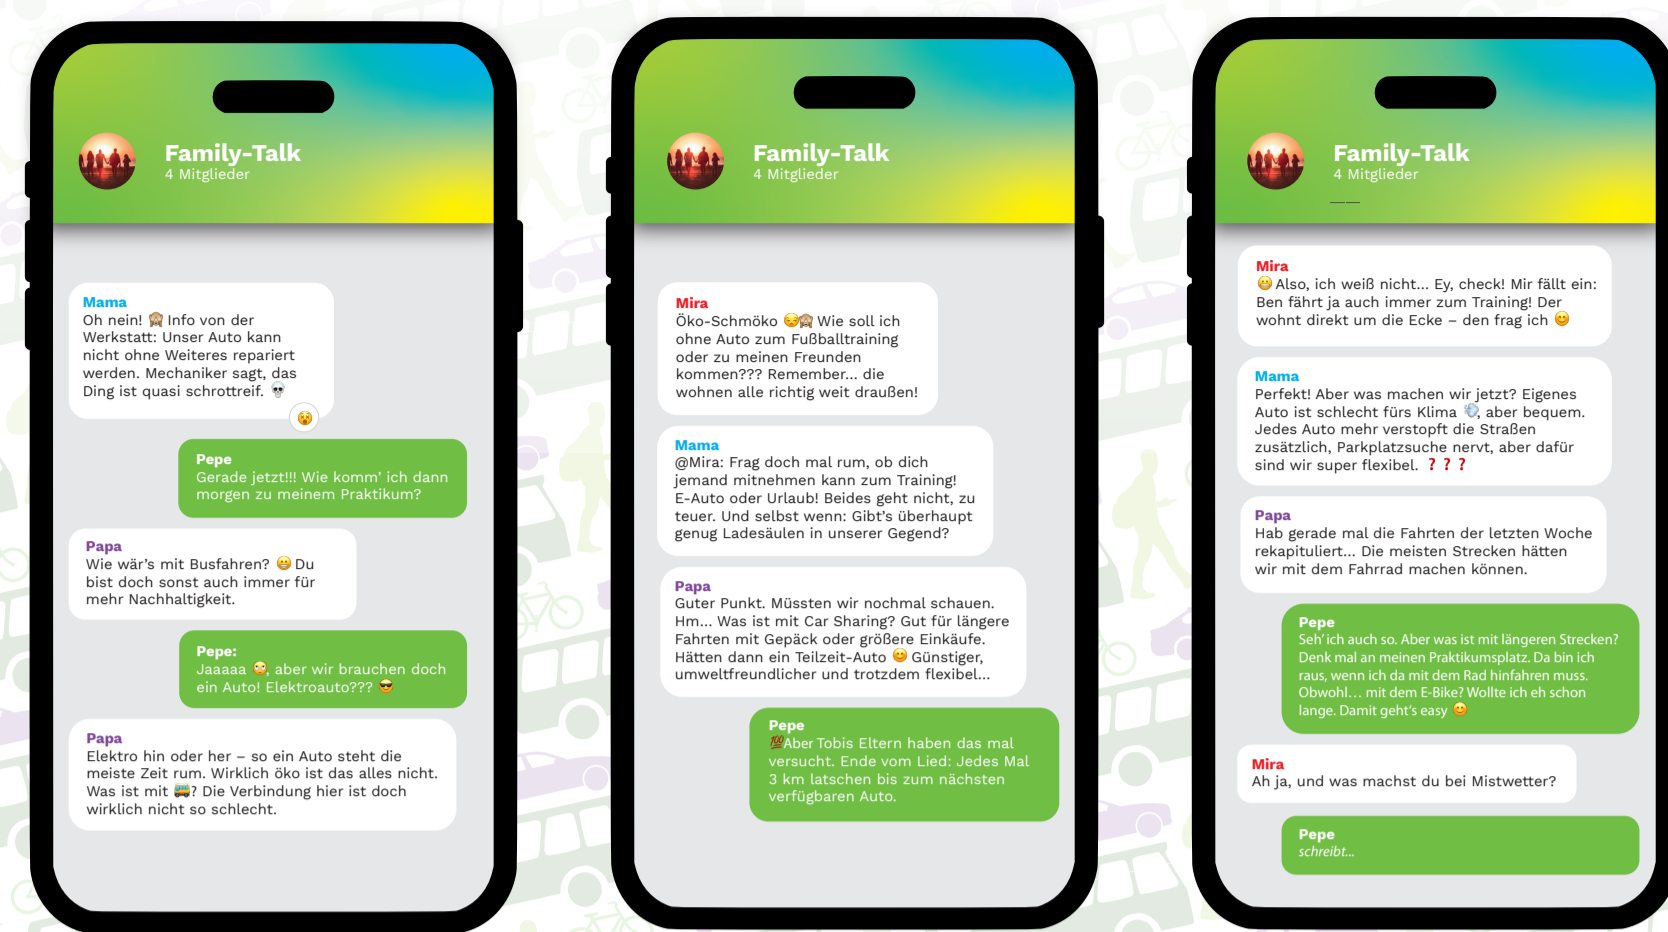 Family-Talk
4 Mitglieder
Mama
Oh nein! 🙈 Info von der
Werkstatt: Unser Auto kann
nicht ohne Weiteres repariert
werden. Mechaniker sagt, das
Ding ist quasi schrottreif. 💀
Pepe
Gerade jetzt!!! Wie komm' ich dann
morgen zu meinem Praktikum?
Papa
Wie wär's mit Busfahren? 😁 Du
bist doch sonst auch immer für
mehr Nachhaltigkeit.
Pepe:
Jaaaaa 🙄, aber wir brauchen doch
ein Auto! Elektroauto??? 😎
Papa
Elektro hin oder her – so ein Auto steht die
meiste Zeit rum. Wirklich öko ist das alles nicht.
Was ist mit 🚌? Die Verbindung hier ist doch
wirklich nicht so schlecht.
Family-Talk
4 Mitglieder
Mira
Öko-Schmöko 😏🙈 Wie soll ich
ohne Auto zum Fußballtraining
oder zu meinen Freunden
kommen??? Remember... die
wohnen alle richtig weit draußen!
Mama
@Mira: Frag doch mal rum, ob dich
jemand mitnehmen kann zum Training!
E-Auto oder Urlaub! Beides geht nicht, zu
teuer. Und selbst wenn: Gibt's überhaupt
genug Ladesäulen in unserer Gegend?
Papa
Guter Punkt. Müssten wir nochmal schauen.
Hm... Was ist mit Car Sharing? Gut für längere
Fahrten mit Gepäck oder größere Einkäufe.
Hätten dann ein Teilzeit-Auto 😊 Günstiger,
umweltfreundlicher und trotzdem flexibel...
Pepe
💯Aber Tobis Eltern haben das mal
versucht. Ende vom Lied: Jedes Mal
3 km latschen bis zum nächsten
verfügbaren Auto.
Family-Talk
4 Mitglieder
Mira
😁 Also, ich weiß nicht... Ey, check! Mir fällt ein:
Ben fährt ja auch immer zum Training! Der
wohnt direkt um die Ecke – den frag ich 😊
Mama
Perfekt! Aber was machen wir jetzt? Eigenes
Auto ist schlecht fürs Klima 💨, aber bequem.
Jedes Auto mehr verstopft die Straßen
zusätzlich, Parkplatzsuche nervt, aber dafür
sind wir super flexibel. ❓❓❓
Papa
Hab gerade mal die Fahrten der letzten Woche
rekapituliert... Die meisten Strecken hätten
wir mit dem Fahrrad machen können.
Pepe
Seh' ich auch so. Aber was ist mit längeren Strecken?
Denk mal an meinen Praktikumsplatz. Da bin ich
raus, wenn ich da mit dem Rad hinfahren muss.
Obwohl... mit dem E-Bike? Wollte ich eh schon
lange. Damit geht's easy 😊
Mira
Ah ja, und was machst du bei Mistwetter?
Pepe
schreibt...